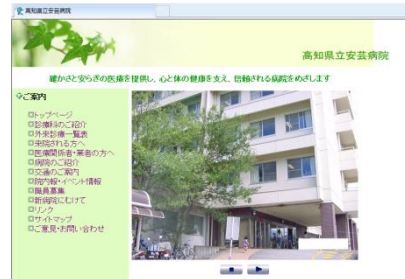 高知県立安芸病院
高知県立安芸病院
確かさと安らぎの医療を提供し、心と体の健康を支え、信頼される病院をめざします
ご案内
トップページ
診療科のご紹介
外来診療一覧表
来院される方へ
医療関係者・業者の方へ
病院のご紹介
交通のご案内
院内報・イベント情報
職員募集
新病院にむけて
リンク
サイトマップ
ご意見・お問い合わせ